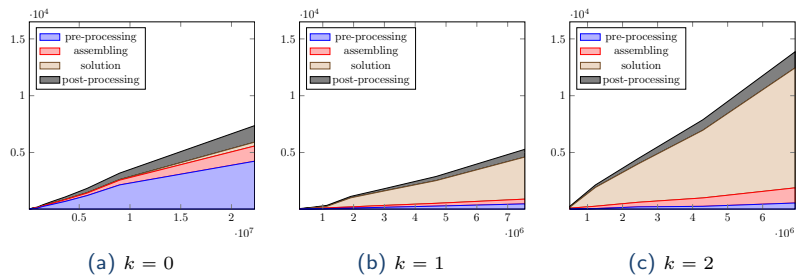 ·10⁴ ·10⁴ ·10⁴
1.5 1.5 1.5
pre-processing pre-processing pre-processing
assembling assembling assembling
solution solution solution
post-processing post-processing post-processing
1 1 1
0.5 0.5 0.5
0.5 1 1.5 2 1 2 3 4 5 6 7 1 2 3 4 5 6
·10⁷ ·10⁶ ·10⁶
(a) k = 0 (b) k = 1 (c) k = 2